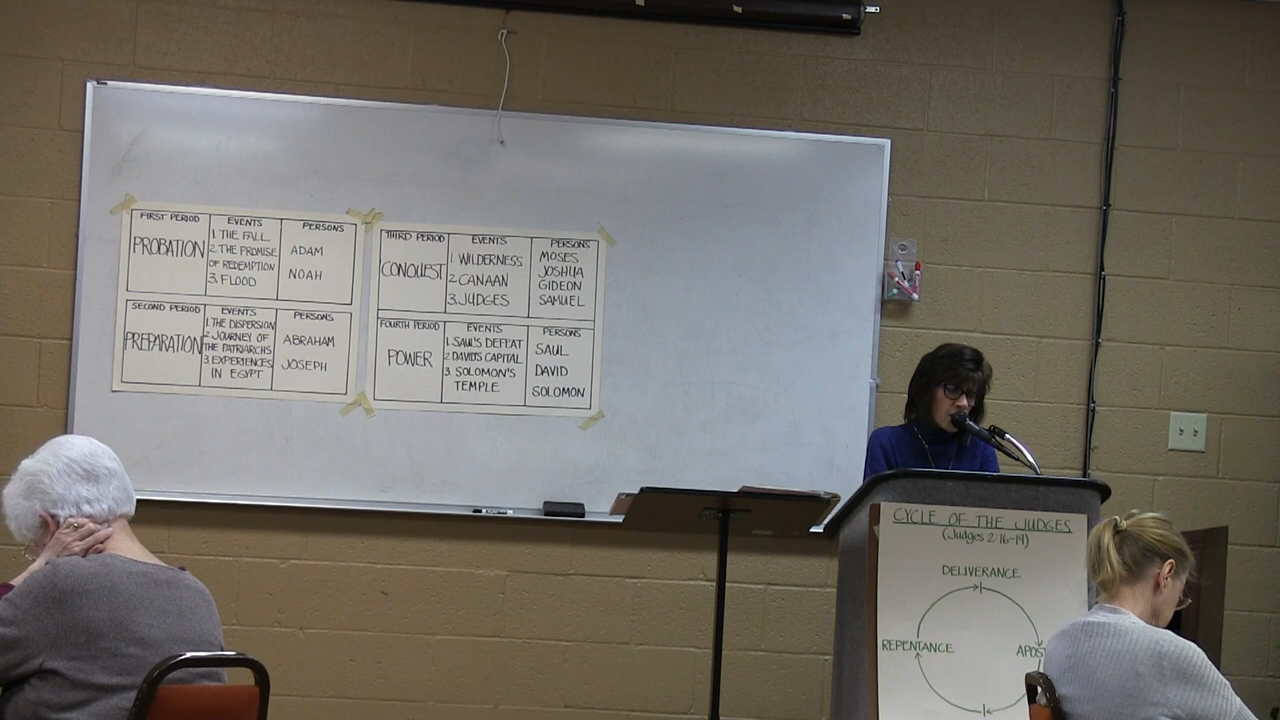 FIRST PERIOD
PROBATION
EVENTS
1. THE FALL
2. THE PROMISE
OF REDEMPTION
3. FLOOD
PERSONS
ADAM
NOAH
SECOND PERIOD
PREPARATION
EVENTS
1. THE DISPERSION
2. JOURNEY OF
THE PATRIARCHS
3 EXPERIENCES
IN EGYPT
PERSONS
ABRAHAM
JOSEPH
THIRD PERIOD
CONQUEST
EVENTS
1. WILDERNESS
2. CANAAN
3. JUDGES
PERSONS
MOSES
JOSHUA
GIDEON
SAMUEL
FOURTH PERIOD
POWER
EVENTS
1. SAUL'S DEFEAT
2. DAVID'S CAPITAL
3. SOLOMON'S
TEMPLE
PERSONS
SAUL
DAVID
SOLOMON
CYCLE OF THE JUDGES
(Judges 2:16-19)
DELIVERANCE
REPENTANCE